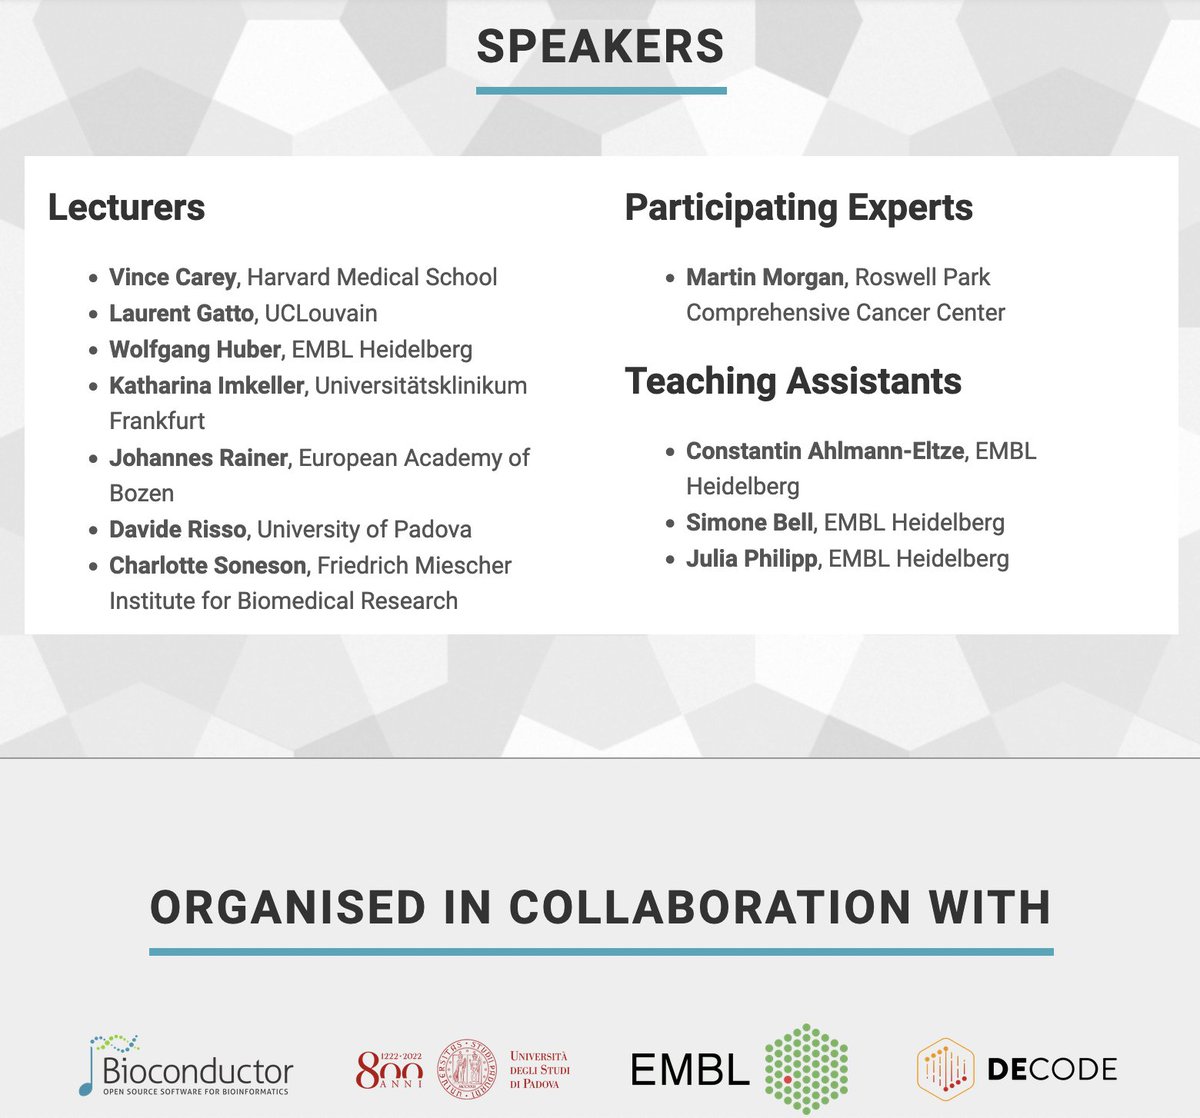 SPEAKERS
Lecturers
• Vince Carey, Harvard Medical School
• Laurent Gatto, UCLouvain
• Wolfgang Huber, EMBL Heidelberg
• Katharina Imkeller, Universitätsklinikum
Frankfurt
• Johannes Rainer, European Academy of
Bozen
• Davide Risso, University of Padova
• Charlotte Soneson, Friedrich Miescher
Institute for Biomedical Research
Participating Experts
• Martin Morgan, Roswell Park
Comprehensive Cancer Center
Teaching Assistants
• Constantin Ahlmann-Eltze, EMBL
Heidelberg
• Simone Bell, EMBL Heidelberg
• Julia Philipp, EMBL Heidelberg
ORGANISED IN COLLABORATION WITH
Bioconductor
OPEN SOURCE SOFTWARE FOR BIOINFORMATICS
1222-2022
800
ANNI
UNIVERSITÀ
DEGLI STUDI
DI PADOVA
EMBL
DECODE